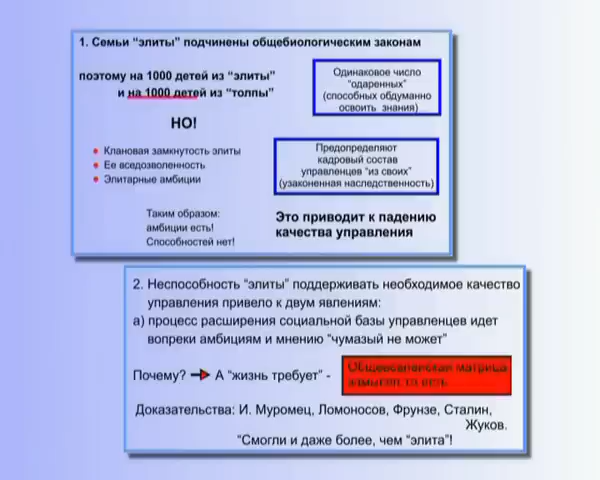 1. Семьи “элиты” подчинены общебиологическим законам
поэтому на 1000 детей из “элиты”
и на 1000 детей из “толпы”
Одинаковое число
“одаренных”
(способных обдуманно
освоить знания)
НО!
• Клановая замкнутость элиты
• Ее вседозволенность
• Элитарные амбиции
Предопределяют
кадровый состав
управленцев “из своих”
(узаконенная наследственность)
Таким образом:
амбиции есть!
Способностей нет!
Это приводит к падению
качества управления
2. Неспособность “элиты” поддерживать необходимое качество
управления привело к двум явлениям:
а) процесс расширения социальной базы управленцев идет
вопреки амбициям и мнению “чумазый не может”
Почему?
А “жизнь требует” -
матрица
Доказательства: И. Муромец, Ломоносов, Фрунзе, Сталин,
Жуков.
“Смогли и даже более, чем “элита”!